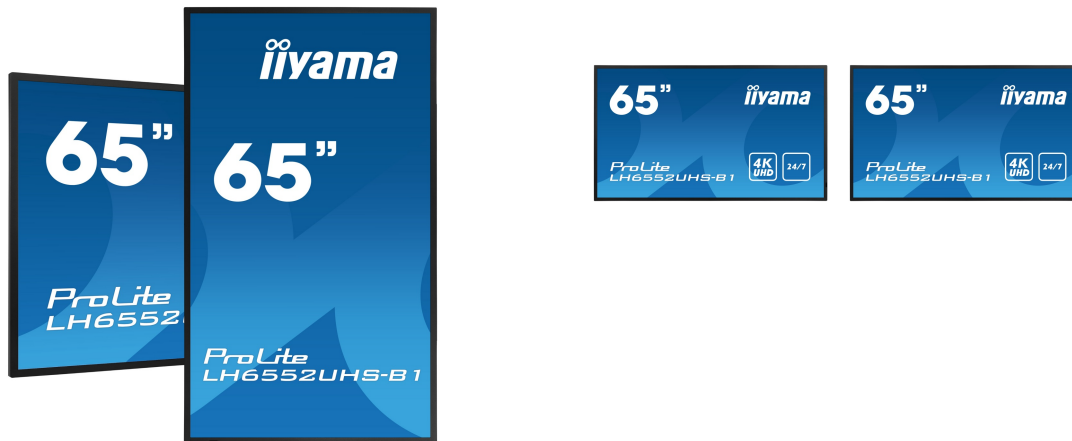 65”
ProLite
LH6552U
iiyama
65”
ProLite
LH6552UHS-B1
65”
iiyama
ProLite
LH6552UHS-B1
4K
UHD
24/7
65”
iiyama
ProLite
LH6552UHS-B1
4K
UHD
24/7